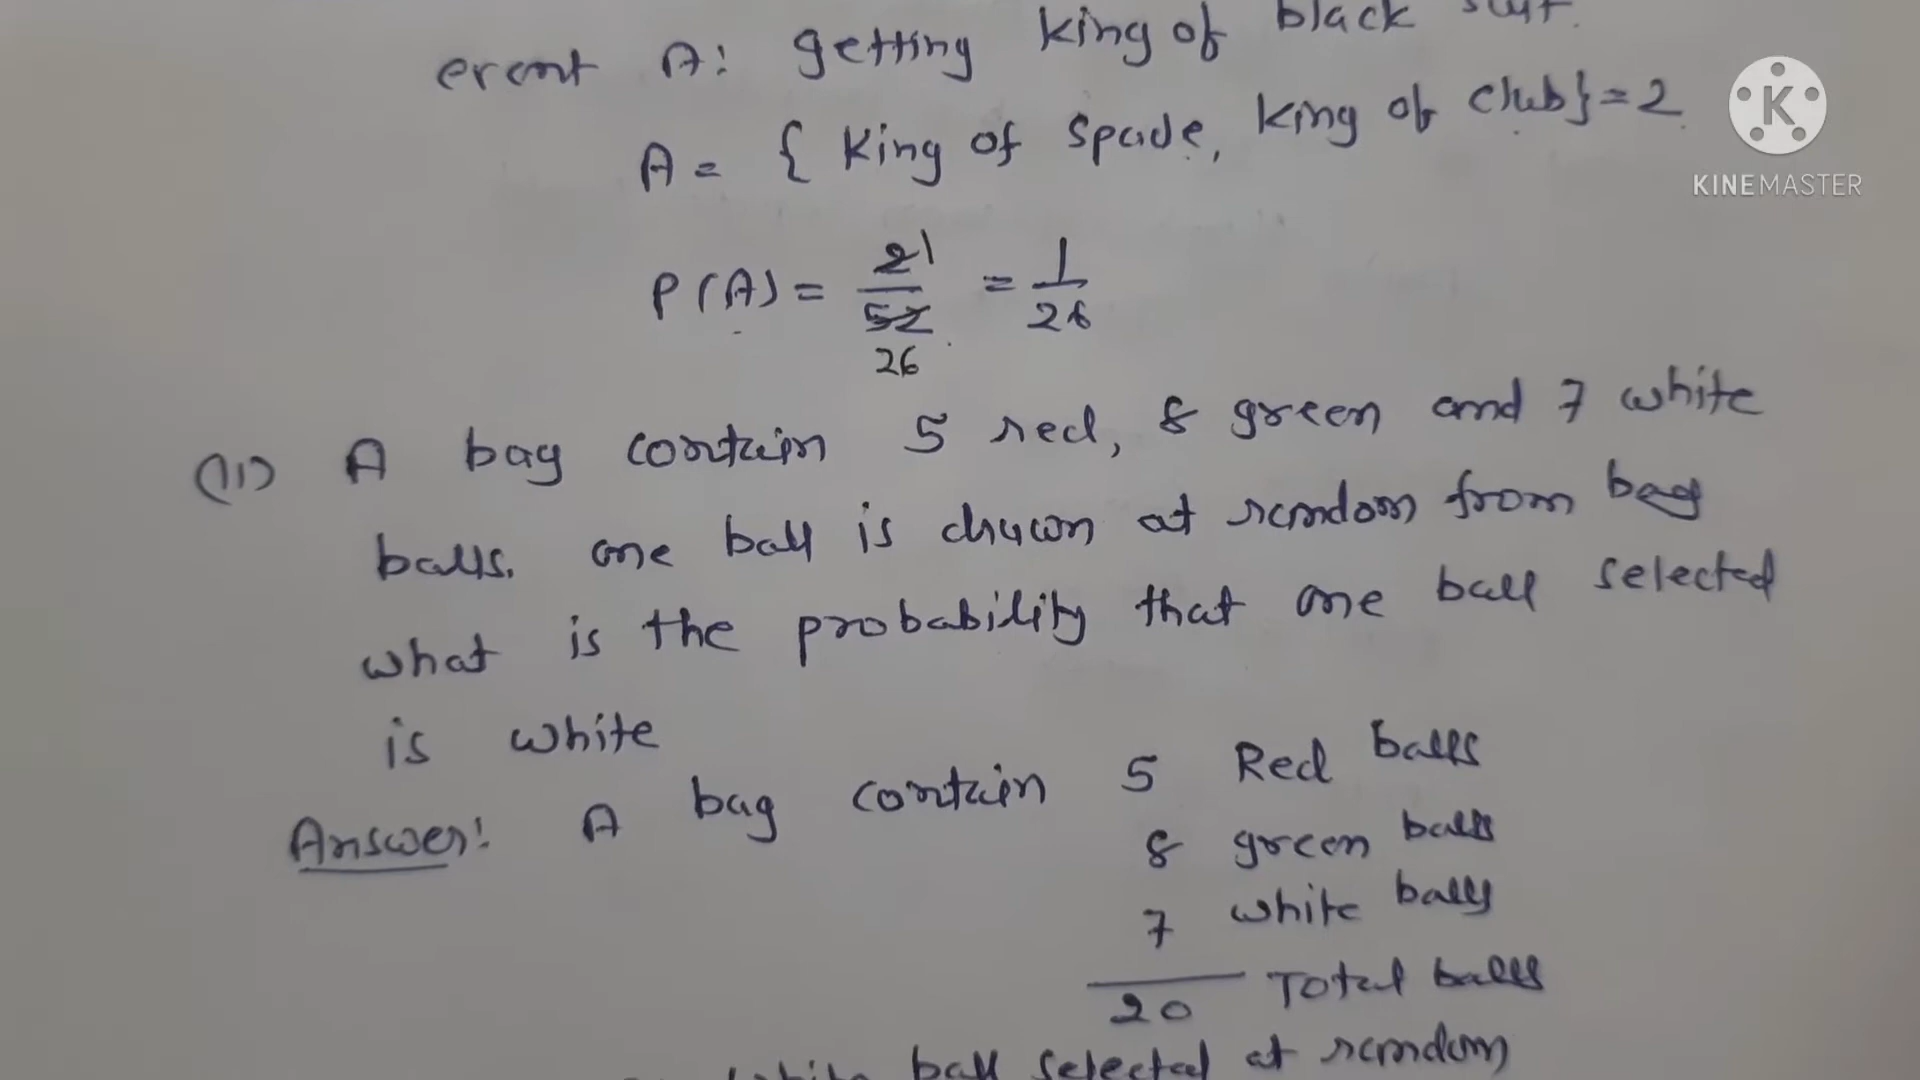 event A: getting king of black suit.
A = { King of Spade, king of club} = 2
KINEMASTER
P(A) = 2 1 / 52 26 = 1/26
(11) A bag contain 5 red, 8 green and 7 white
balls. one ball is drawn at random from bag
what is the probability that one ball selected
is white
Answer: A bag contain 5 Red balls
8 green balls
7 white balls
20 Total balls
white ball selected at random